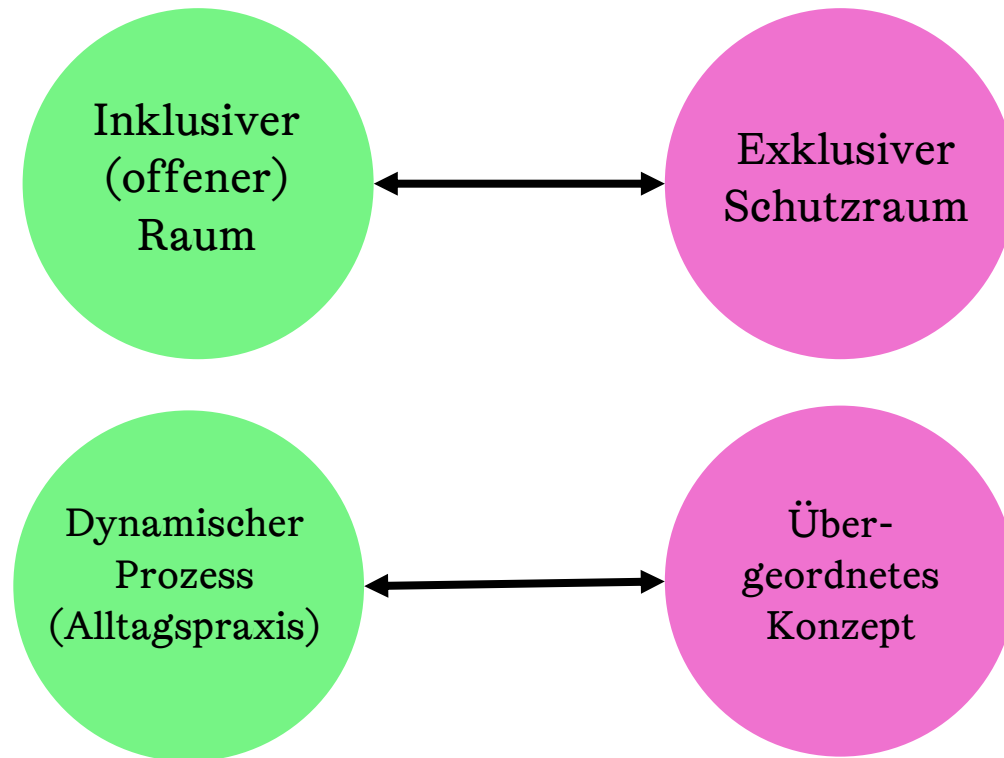 Inklusiver
(offener)
Raum
Exklusiver
Schutzraum
Dynamischer
Prozess
(Alltagspraxis)
Über-
geordnetes
Konzept